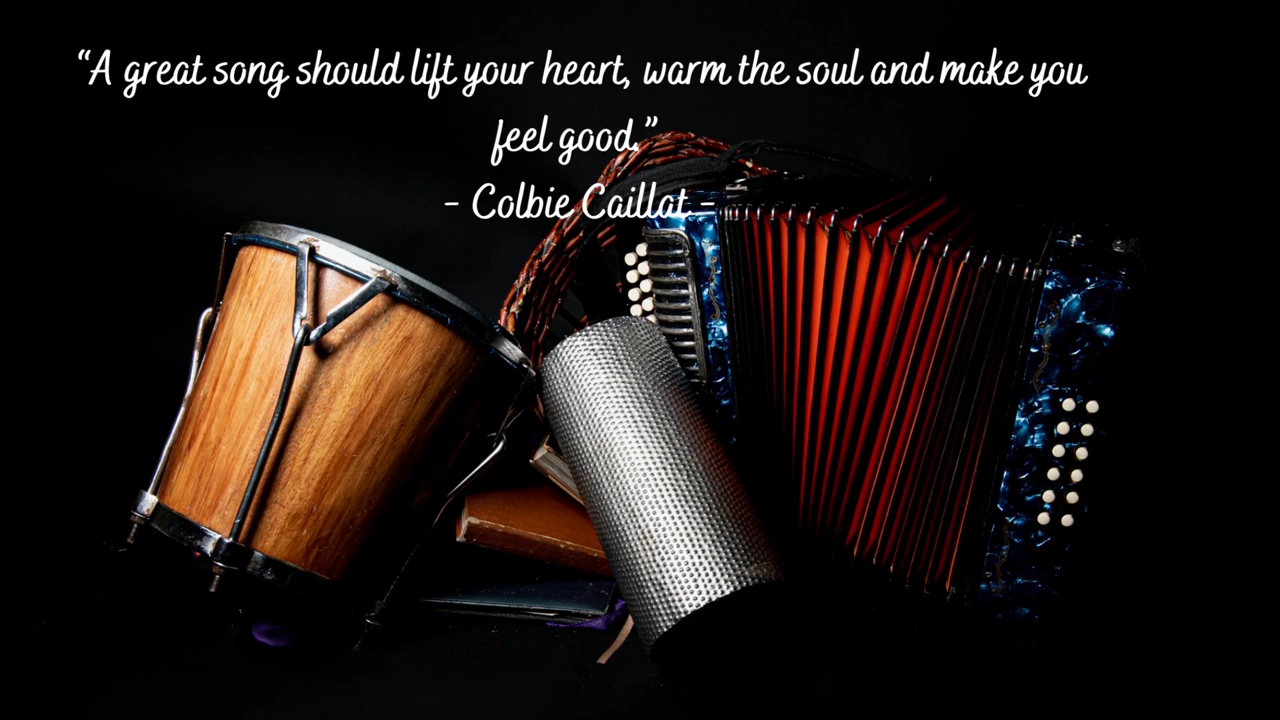 “A great song should lift your heart, warm the soul and make you
feel good.”
- Colbie Caillat -